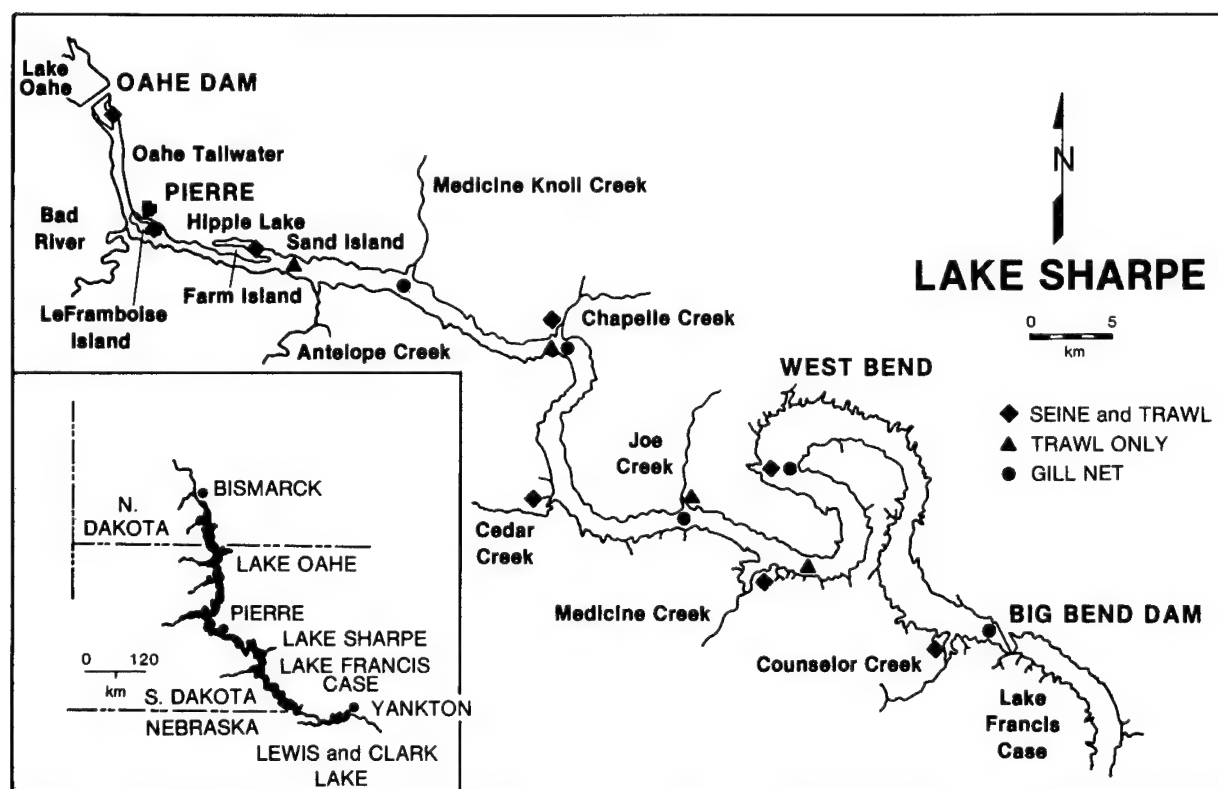 Lake
Oahe
OAHE DAM
Oahe Tailwater
PIERRE
Bad
River
Hipple Lake
Sand Island
Medicine Knoll Creek
Farm Island
LeFramboise
Island
Antelope Creek
Chapelle Creek
N
LAKE SHARPE
0 5
km
WEST BEND
SEINE and TRAWL
TRAWL ONLY
GILL NET
Joe
Creek
Cedar
Creek
Medicine Creek
Counselor Creek
BIG BEND DAM
Lake
Francis
Case
BISMARCK
N.
DAKOTA
LAKE OAHE
PIERRE
LAKE SHARPE
0 120
km
LAKE FRANCIS
CASE
S. DAKOTA
NEBRASKA
YANKTON
LEWIS and CLARK
LAKE